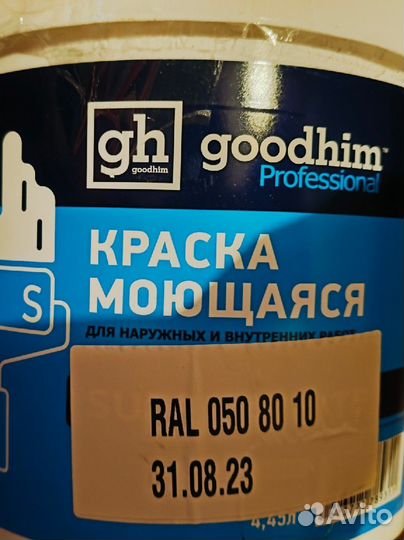 gh
goodhim
goodhim™
Professional
КРАСКА
МОЮЩАЯСЯ
ДЛЯ НАРУЖНЫХ И ВНУТРЕННИХ РАБОТ
S
RAL 050 80 10
31.08.23
4,45л
Avito